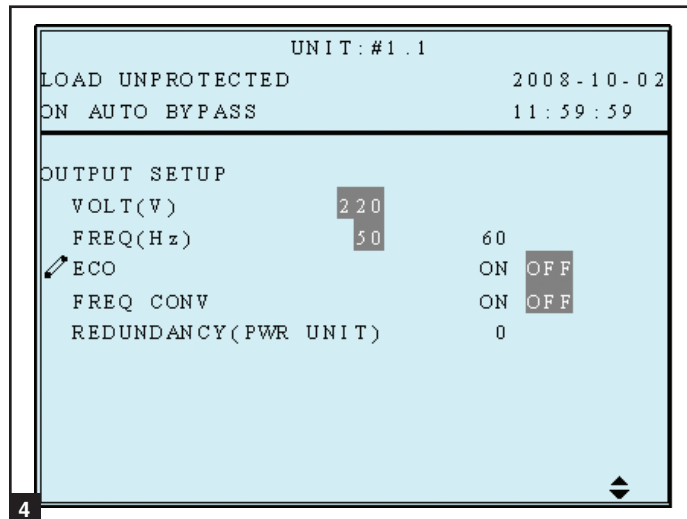 UNIT:#1.1
LOAD UNPROTECTED 2008-10-02
ON AUTO BYPASS 11:59:59
OUTPUT SETUP
VOLT(V) 220
FREQ(Hz) 50 60
ECO ON OFF
FREQ CONV ON OFF
REDUNDANCY(PWR UNIT) 0
4